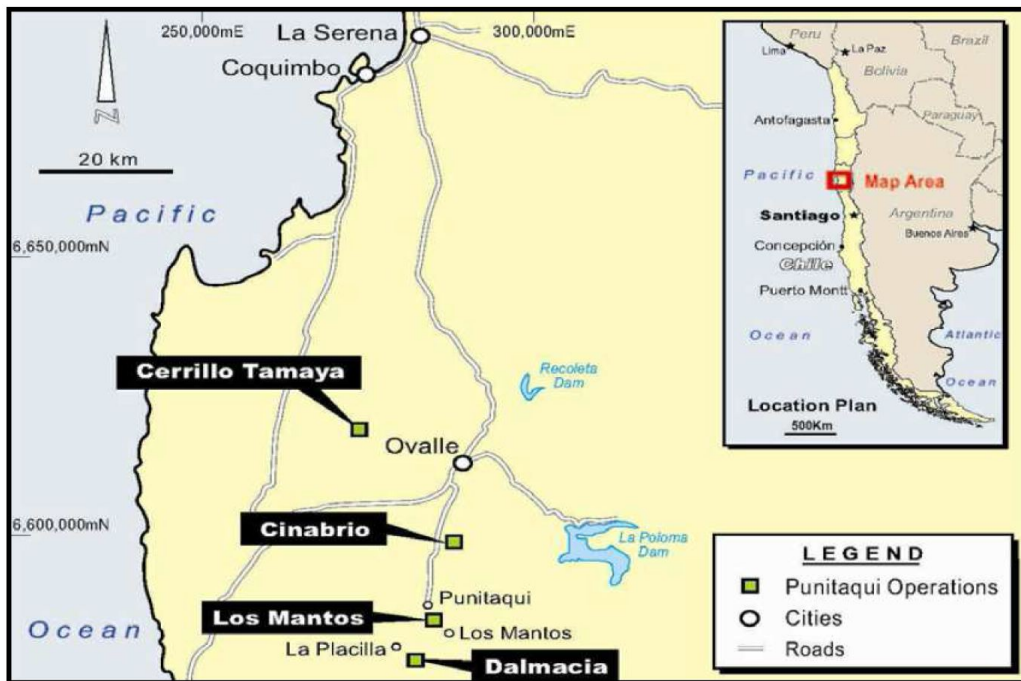 250,000mE
La Serena
300,000mE
Coquimbo
N
20 km
Pacific
6,650,000mN
Cerrillo Tamaya
Recoleta
Dam
Ovalle
6,600,000mN
Cinabrio
La Poloma
Dam
Punitaqui
Los Mantos
Los Mantos
Ocean
La Placilla
Dalmacia
Peru
Brazil
Lima
La Paz
Bolivia
Antofagasta
Paraguay
Pacific
Map Area
Santiago
Argentina
Buenos Aires
Concepción
Chile
Puerto Montt
Ocean
Atlantic
Ocean
Location Plan
500Km
LEGEND
Punitaqui Operations
Cities
Roads